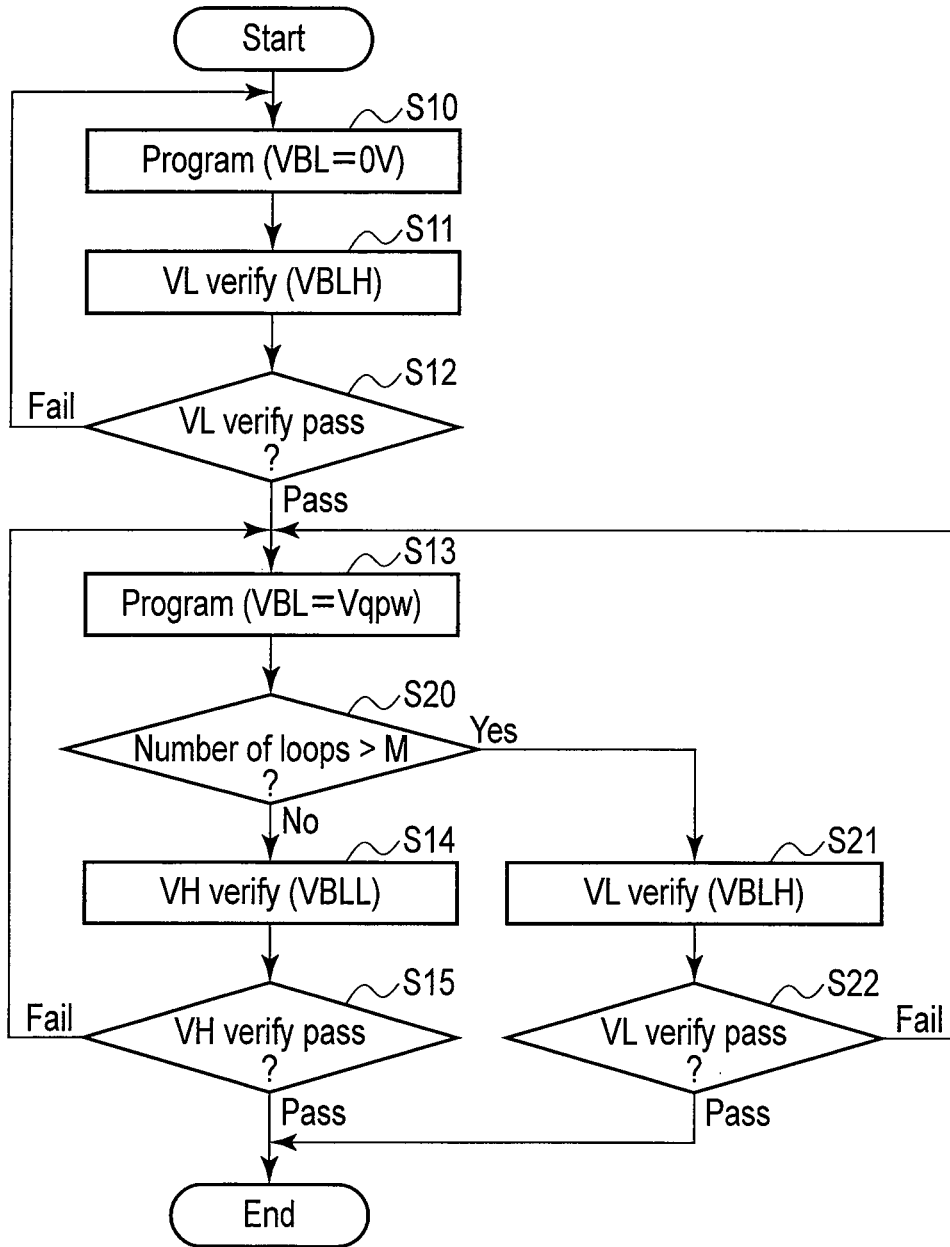 Start
S10
Program (VBL=0V)
S11
VL verify (VBLH)
S12
Fail
VL verify pass
?
Pass
S13
Program (VBL=Vqpw)
S20
Yes
Number of loops > M
?
No
S14
VH verify (VBLL)
S21
VL verify (VBLH)
S15
Fail
VH verify pass
?
Pass
S22
Fail
VL verify pass
?
Pass
End